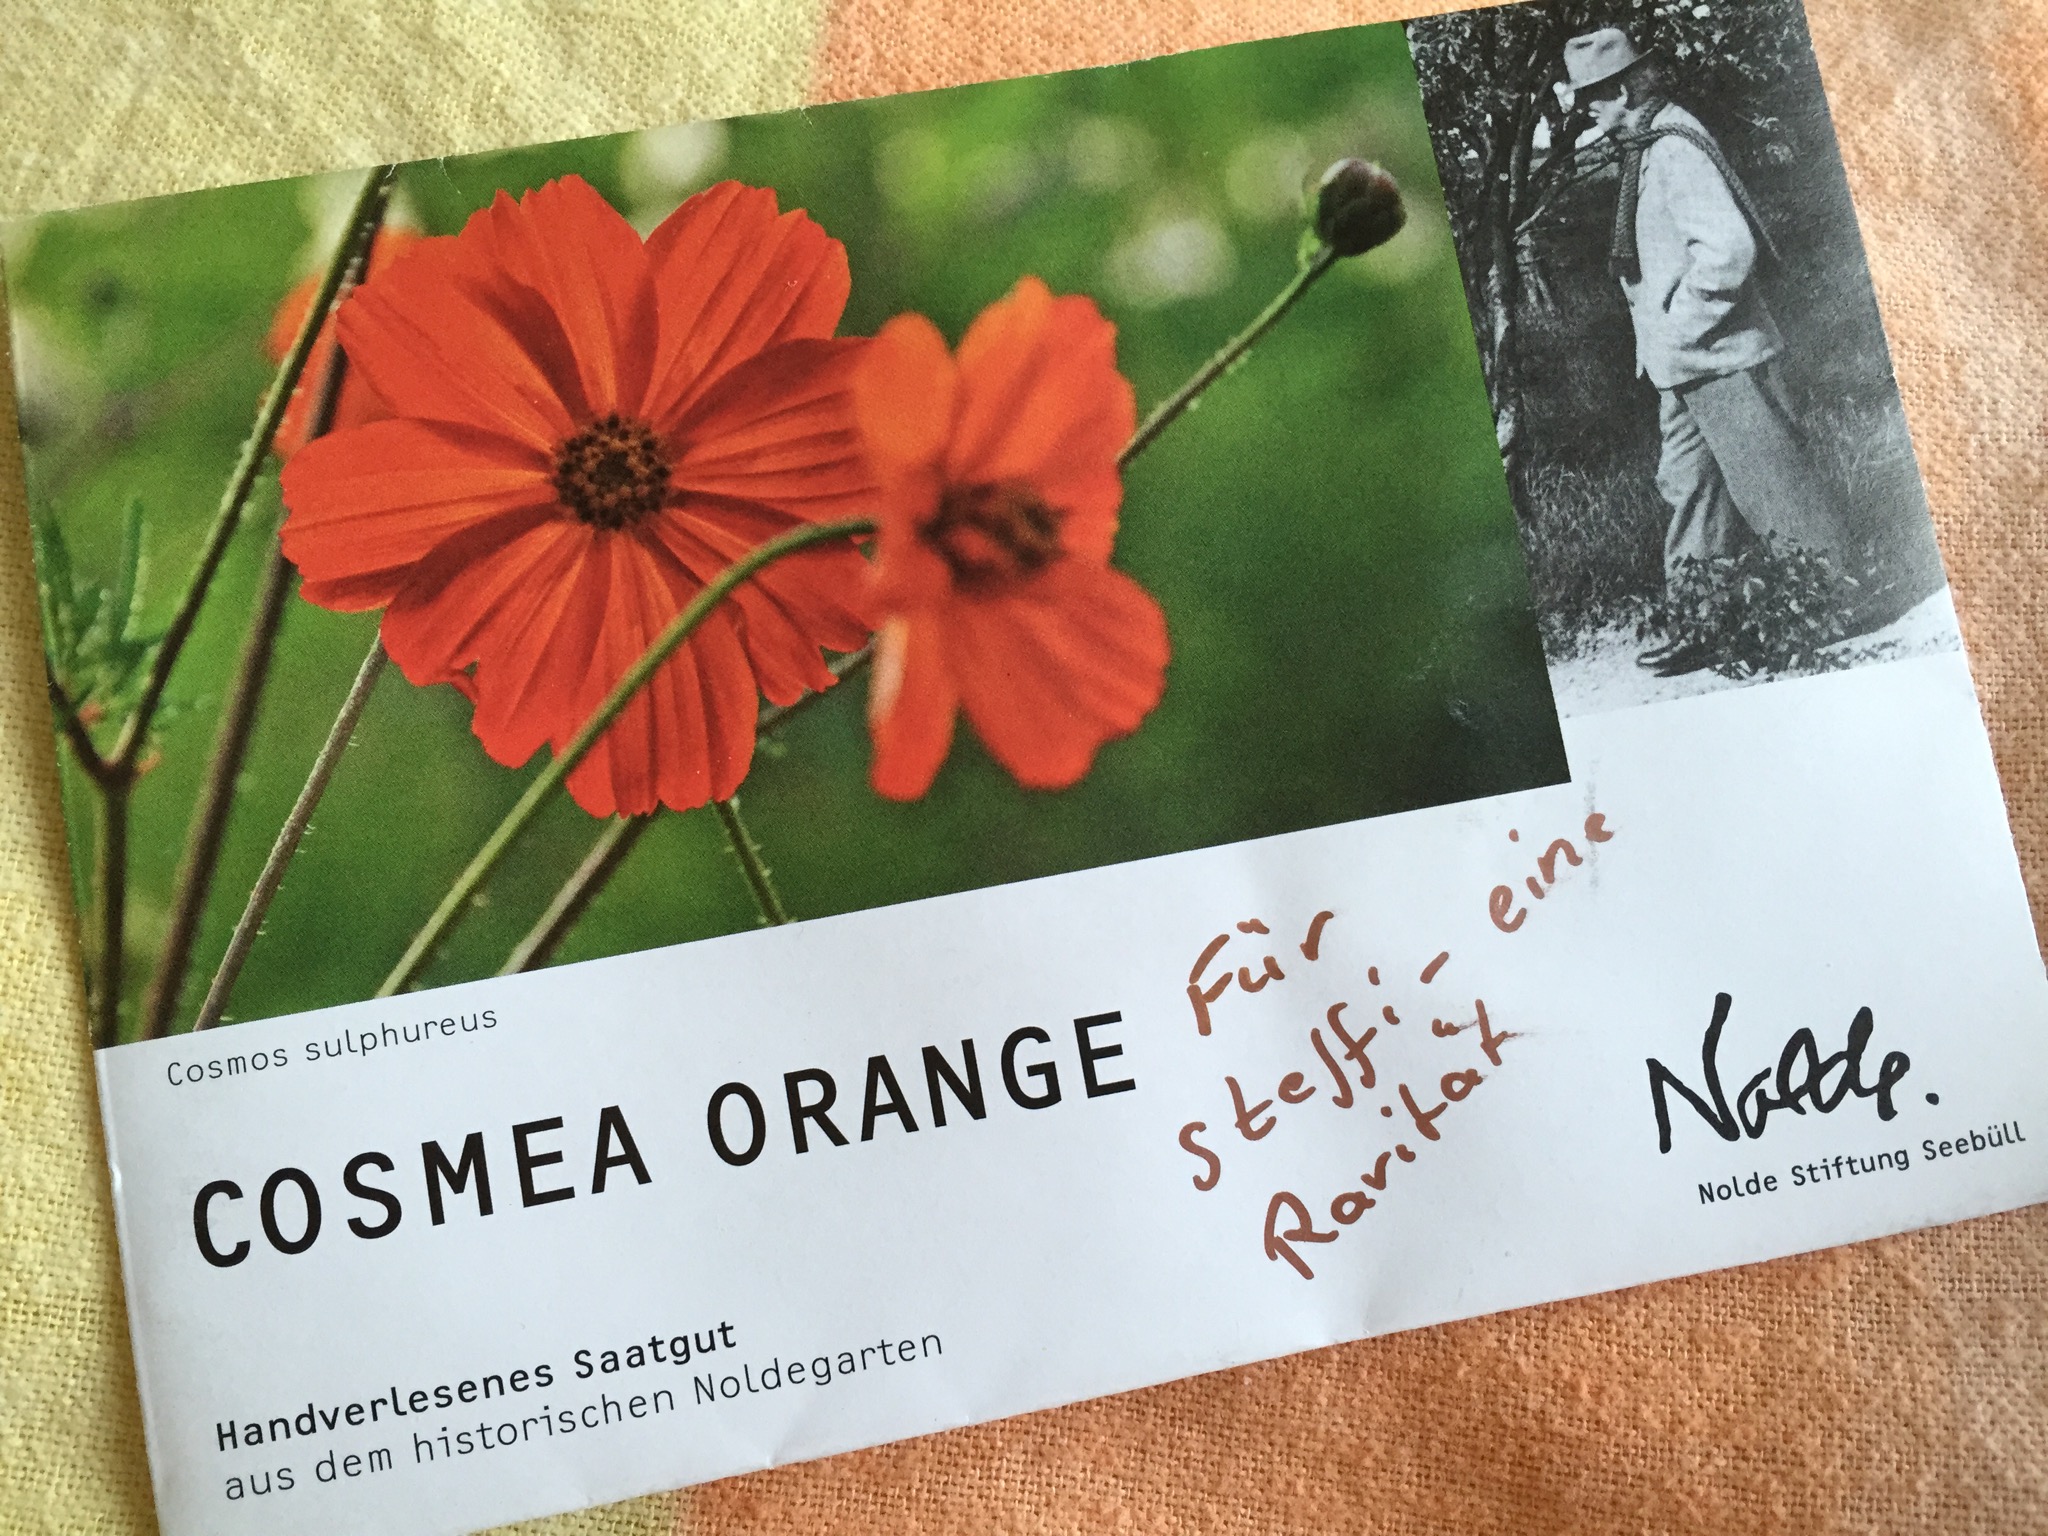 Cosmos sulphureus
COSMEA ORANGE
Handverlesenes Saatgut
aus dem historischen Noldegarten
Für
Steffi - eine
Rarität
Nolde.
Nolde Stiftung Seebüll